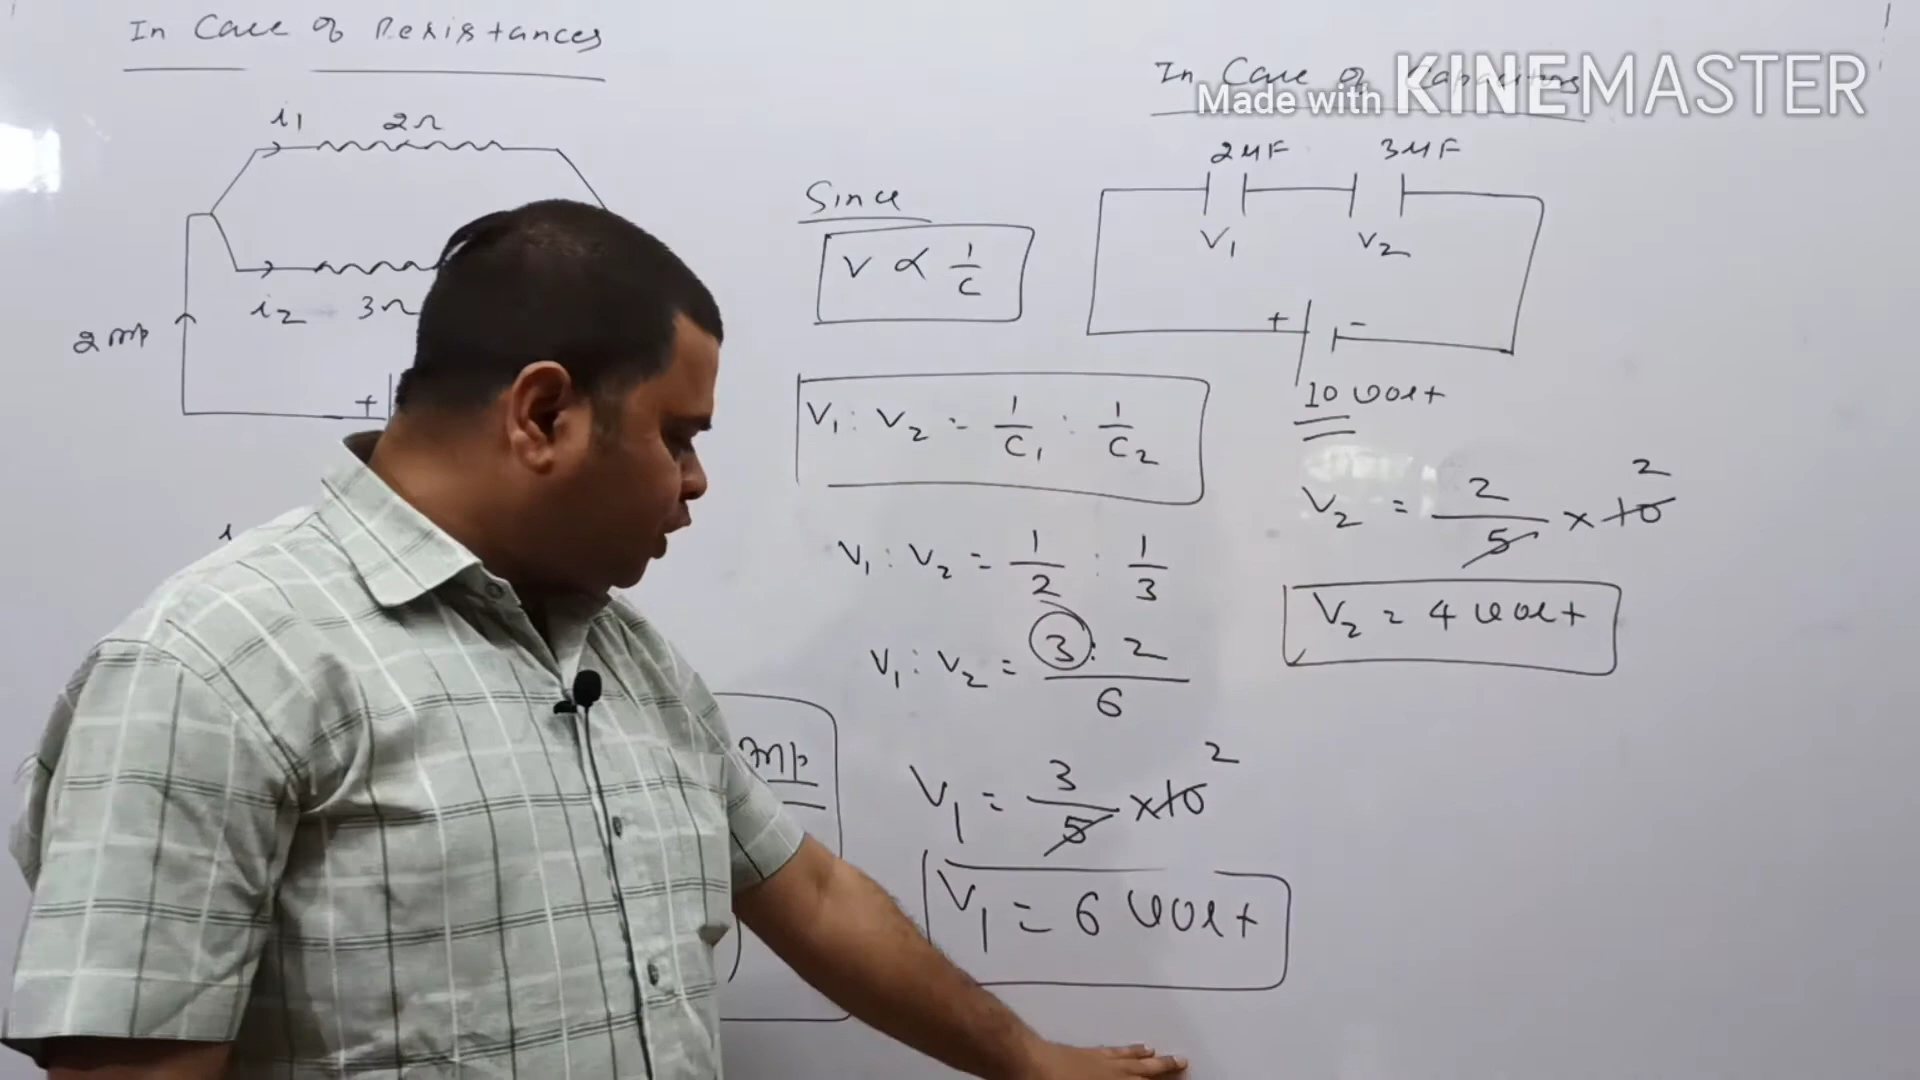 In Case of Resistances
i1 2Ω
i2 3Ω
2 Amp
+
i
Amp
In Case of Capacitors
Made with KINEMASTER
2μF 3μF
V1 V2
+ -
10 volt
Since
V ∝ 1/C
V1 : V2 = 1/C1 : 1/C2
V1 : V2 = 1/2 : 1/3
V1 : V2 = 3 : 2 / 6
V1 = 3/5 × 10 2
V1 = 6 volt
V2 = 2/5 × 10 2
V2 = 4 volt